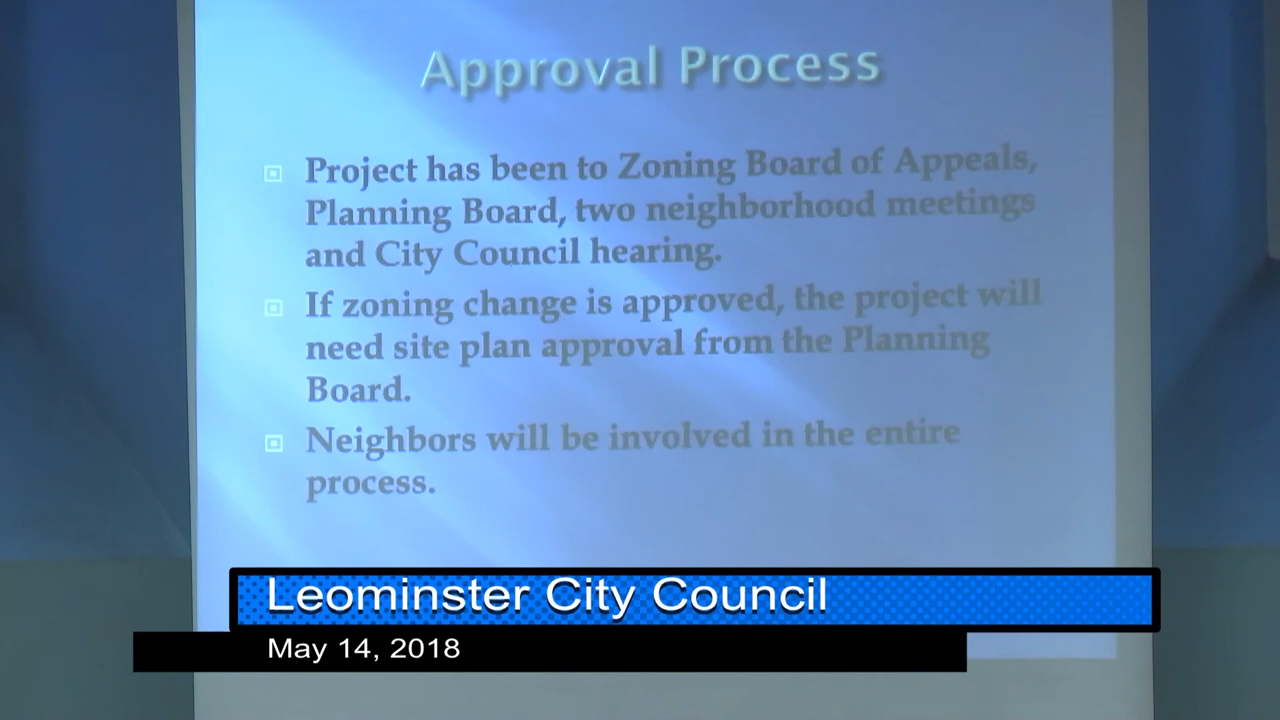 Approval Process
Project has been to Zoning Board of Appeals,
Planning Board, two neighborhood meetings
and City Council hearing.
If zoning change is approved, the project will
need site plan approval from the Planning
Board.
Neighbors will be involved in the entire
process.
Leominster City Council
May 14, 2018